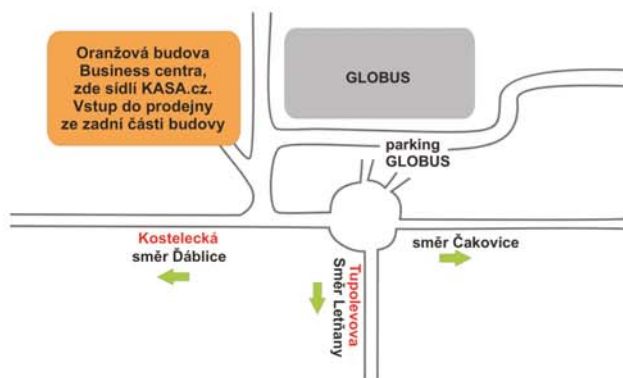 Oranžová budova
Business centra,
zde sídlí KASA.cz.
Vstup do prodejny
ze zadní části budovy
GLOBUS
parking
GLOBUS
Kostelecká
směr Ďáblice
směr Čakovice
Tupolevova
Směr Letňany